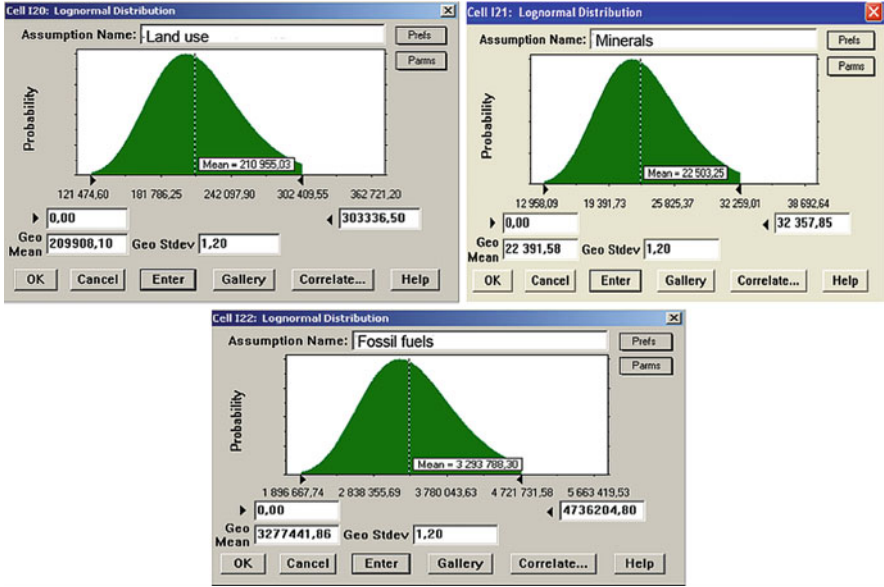 Cell I20: Lognormal Distribution
Assumption Name: Land use
Prefs
Parms
Probability
Mean = 210 955,03
121 474,60 181 786,25 242 097,90 302 409,55 362 721,20
0,00 303336,50
Geo Mean 209908,10 Geo Stdev 1,20
OK Cancel Enter Gallery Correlate... Help
Cell I21: Lognormal Distribution
Assumption Name: Minerals
Prefs
Parms
Probability
Mean = 22 503,25
12 958,09 19 391,73 25 825,37 32 259,01 38 692,64
0,00 32 357,85
Geo Mean 22 391,58 Geo Stdev 1,20
OK Cancel Enter Gallery Correlate... Help
Cell I22: Lognormal Distribution
Assumption Name: Fossil fuels
Prefs
Parms
Probability
Mean = 3 293 788,30
1 896 667,74 2 838 355,69 3 780 043,63 4 721 731,58 5 663 419,53
0,00 4736204,80
Geo Mean 3277441,86 Geo Stdev 1,20
OK Cancel Enter Gallery Correlate... Help